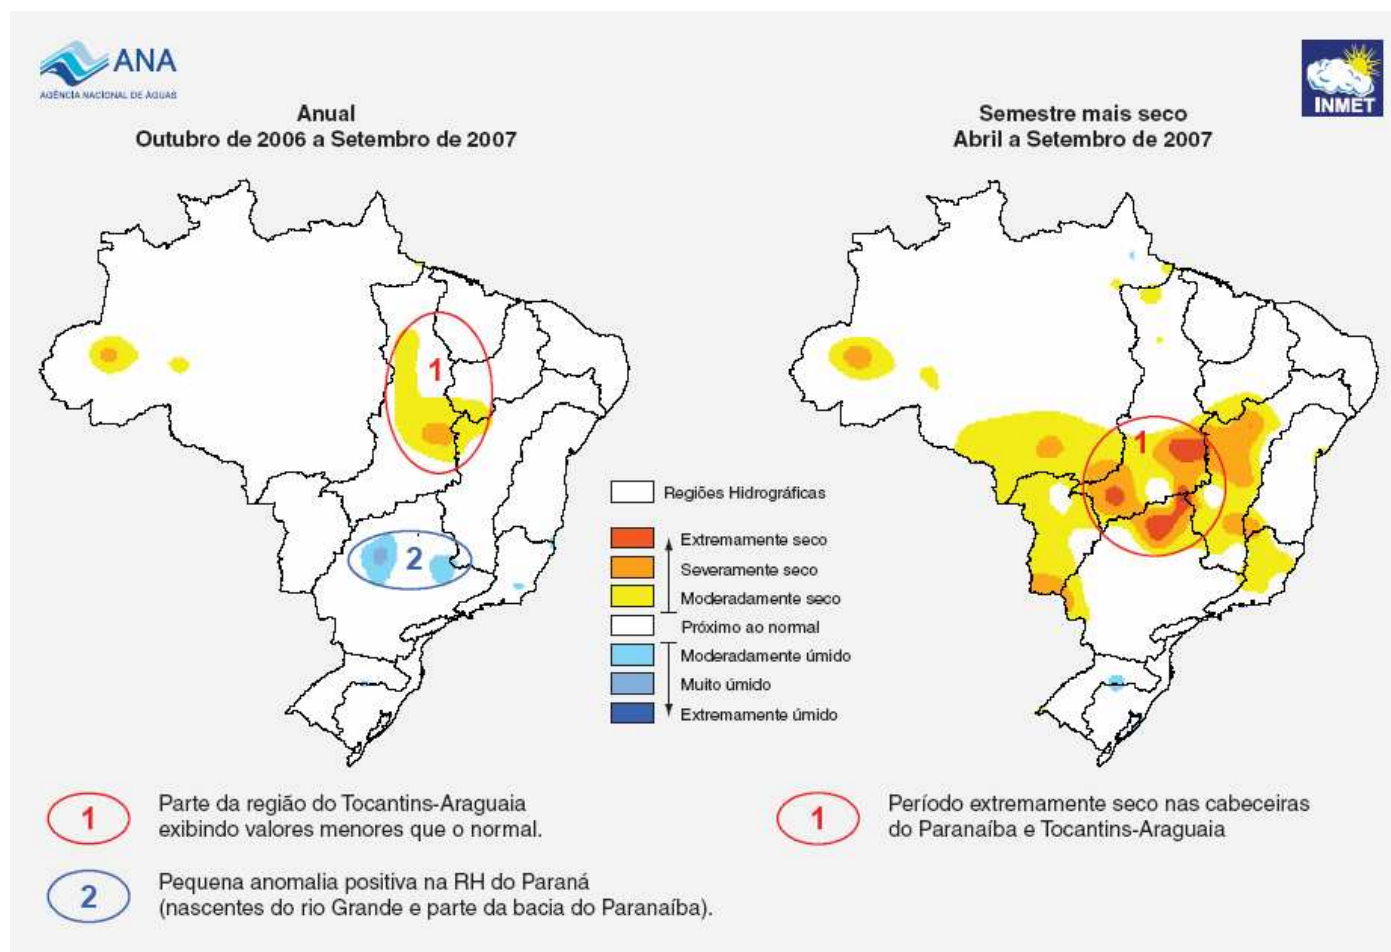 ANA
AGÊNCIA NACIONAL DE ÁGUAS
INMET
Anual
Outubro de 2006 a Setembro de 2007
Semestre mais seco
Abril a Setembro de 2007
1
2
1
Regiões Hidrográficas
Extremamente seco
Severamente seco
Moderadamente seco
Próximo ao normal
Moderadamente úmido
Muito úmido
Extremamente úmido
1
Parte da região do Tocantins-Araguaia
exibindo valores menores que o normal.
2
Pequena anomalia positiva na RH do Paraná
(nascentes do rio Grande e parte da bacia do Paranaíba).
1
Período extremamente seco nas cabeceiras
do Paranaíba e Tocantins-Araguaia